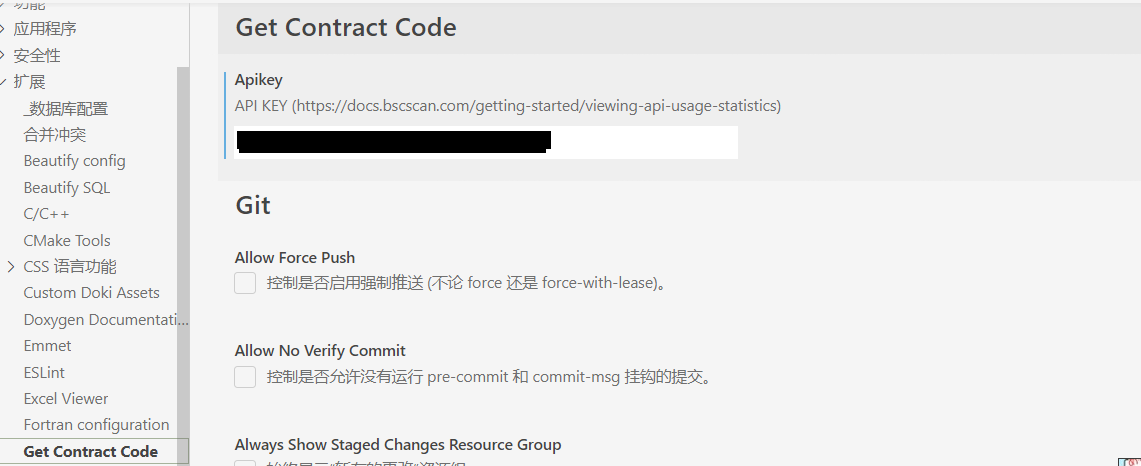 功能
应用程序
安全性
扩展
_数据库配置
合并冲突
Beautify config
Beautify SQL
C/C++
CMake Tools
CSS 语言功能
Custom Doki Assets
Doxygen Documentati...
Emmet
ESLint
Excel Viewer
Fortran configuration
Get Contract Code
Get Contract Code
Apikey
API KEY (https://docs.bscscan.com/getting-started/viewing-api-usage-statistics)
Git
Allow Force Push
控制是否启用强制推送 (不论 force 还是 force-with-lease)。
Allow No Verify Commit
控制是否允许没有运行 pre-commit 和 commit-msg 挂钩的提交。
Always Show Staged Changes Resource Group